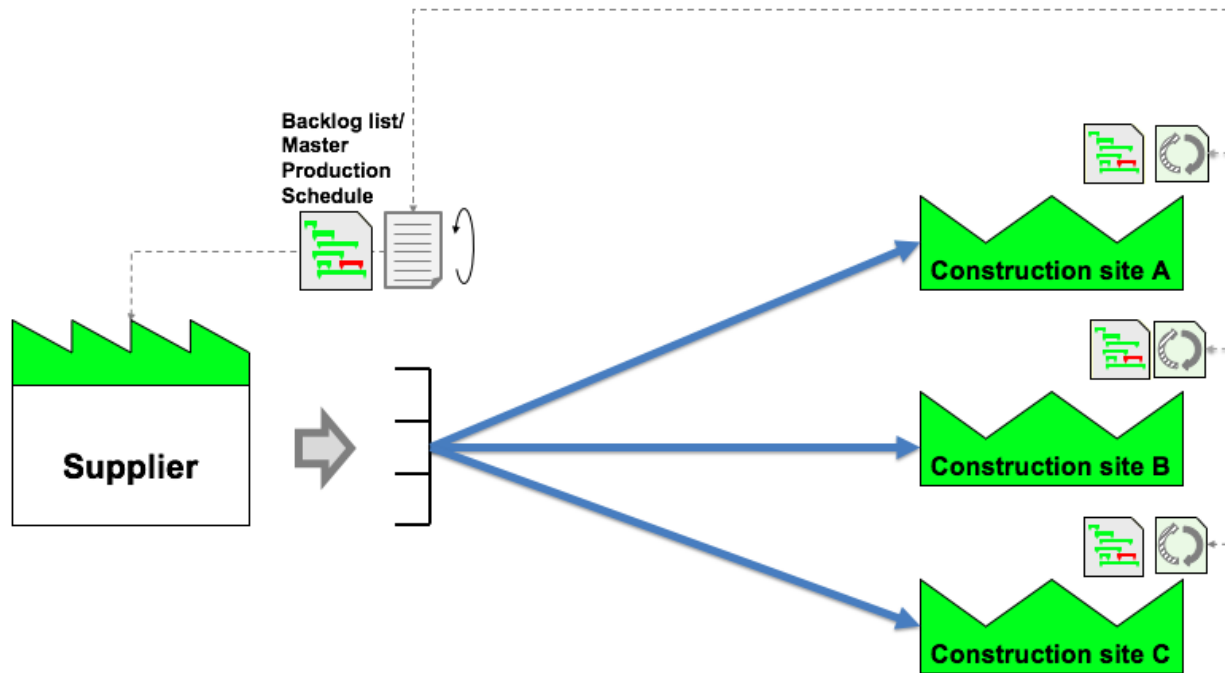 Backlog list/
Master
Production
Schedule
Construction site A
Supplier
Construction site B
Construction site C